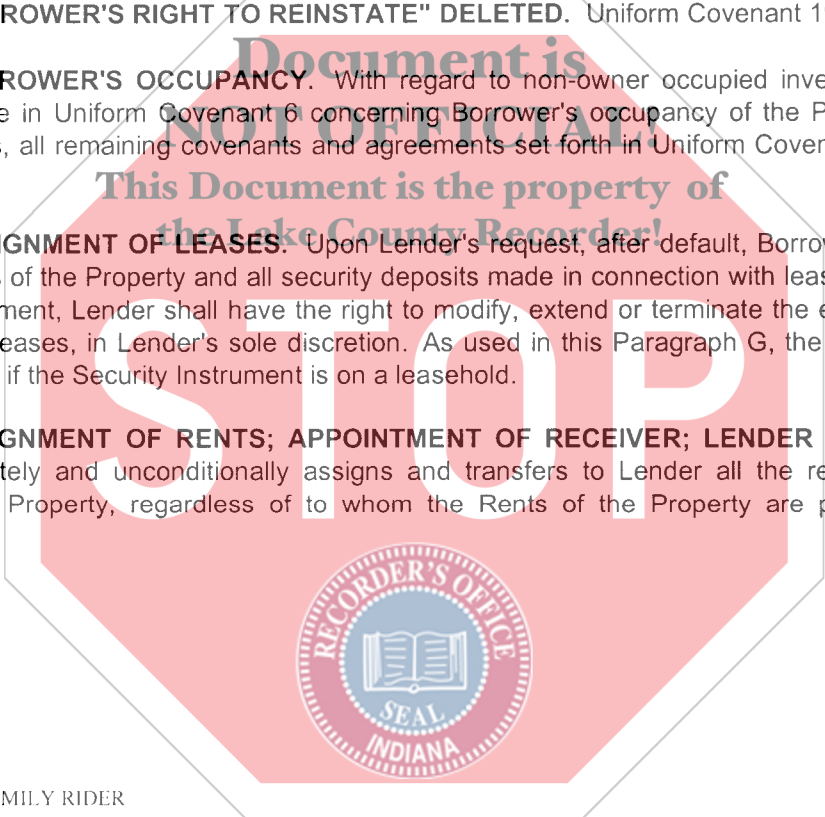 ROWER'S RIGHT TO REINSTATE" DELETED. Uniform Covenant 1
Document is
ROWER'S OCCUPANCY. With regard to non-owner occupied inve
e in Uniform Covenant 6 concerning Borrower's occupancy of the P
NOT OFFICIAL!
, all remaining covenants and agreements set forth in Uniform Coven
This Document is the property of
the Lake County Recorder!
IGNMENT OF LEASES. Upon Lender's request, after default, Borrow
of the Property and all security deposits made in connection with leas
ment, Lender shall have the right to modify, extend or terminate the e
eases, in Lender's sole discretion. As used in this Paragraph G, the
if the Security Instrument is on a leasehold.
GNMENT OF RENTS; APPOINTMENT OF RECEIVER; LENDER
tely and unconditionally assigns and transfers to Lender all the re
Property, regardless of to whom the Rents of the Property are p
STOP
RECORDER'S OFFICE
SEAL
INDIANA
MILY RIDER